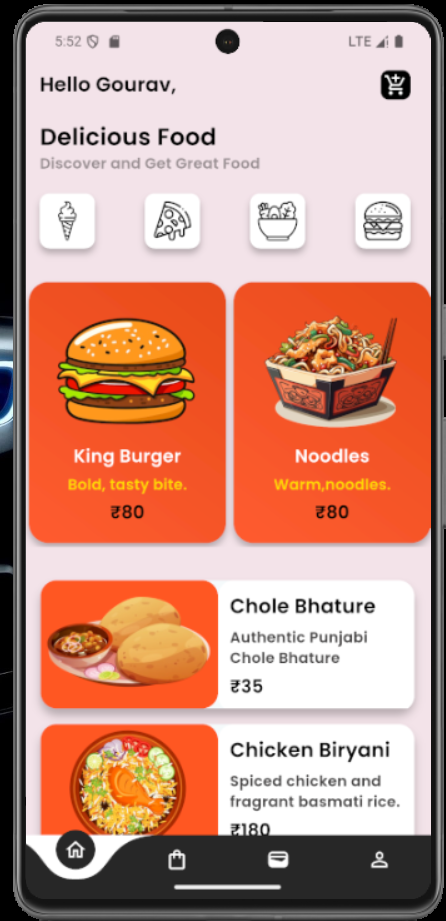 5:52
LTE
Hello Gourav,
Delicious Food
Discover and Get Great Food
King Burger
Bold, tasty bite.
₹80
Noodles
Warm,noodles.
₹80
Chole Bhature
Authentic Punjabi
Chole Bhature
₹35
Chicken Biryani
Spiced chicken and
fragrant basmati rice.
₹180